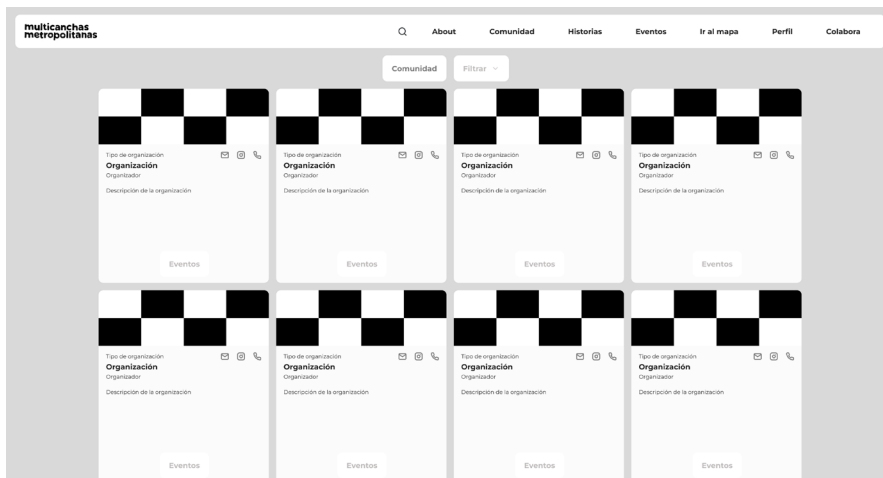 multicanchas
metropolitanas
About Comunidad Historias Eventos Ir al mapa Perfil Colabora
Comunidad Filtrar
Tipo de organización
Organización
Organizador
Descripción de la organización
Eventos
Tipo de organización
Organización
Organizador
Descripción de la organización
Eventos
Tipo de organización
Organización
Organizador
Descripción de la organización
Eventos
Tipo de organización
Organización
Organizador
Descripción de la organización
Eventos
Tipo de organización
Organización
Organizador
Descripción de la organización
Eventos
Tipo de organización
Organización
Organizador
Descripción de la organización
Eventos
Tipo de organización
Organización
Organizador
Descripción de la organización
Eventos
Tipo de organización
Organización
Organizador
Descripción de la organización
Eventos